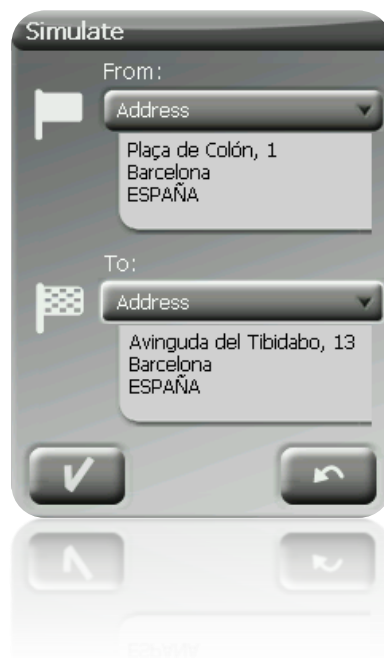 Simulate
From:
Address
Plaça de Colón, 1
Barcelona
ESPAÑA
To:
Address
Avinguda del Tibidabo, 13
Barcelona
ESPAÑA